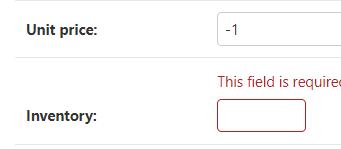 Unit price: -1
This field is require
Inventory: